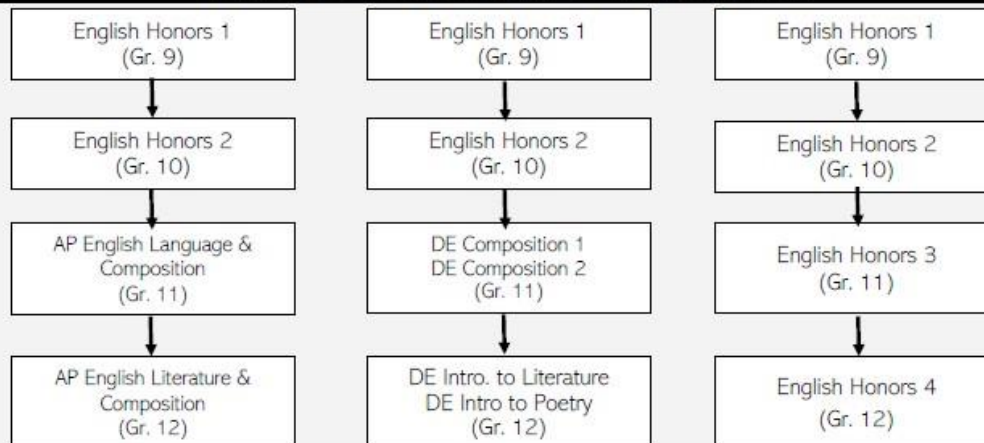 English Honors 1
(Gr. 9)
English Honors 2
(Gr. 10)
AP English Language &
Composition
(Gr. 11)
AP English Literature &
Composition
(Gr. 12)
English Honors 1
(Gr. 9)
English Honors 2
(Gr. 10)
DE Composition 1
DE Composition 2
(Gr. 11)
DE Intro. to Literature
DE Intro to Poetry
(Gr. 12)
English Honors 1
(Gr. 9)
English Honors 2
(Gr. 10)
English Honors 3
(Gr. 11)
English Honors 4
(Gr. 12)